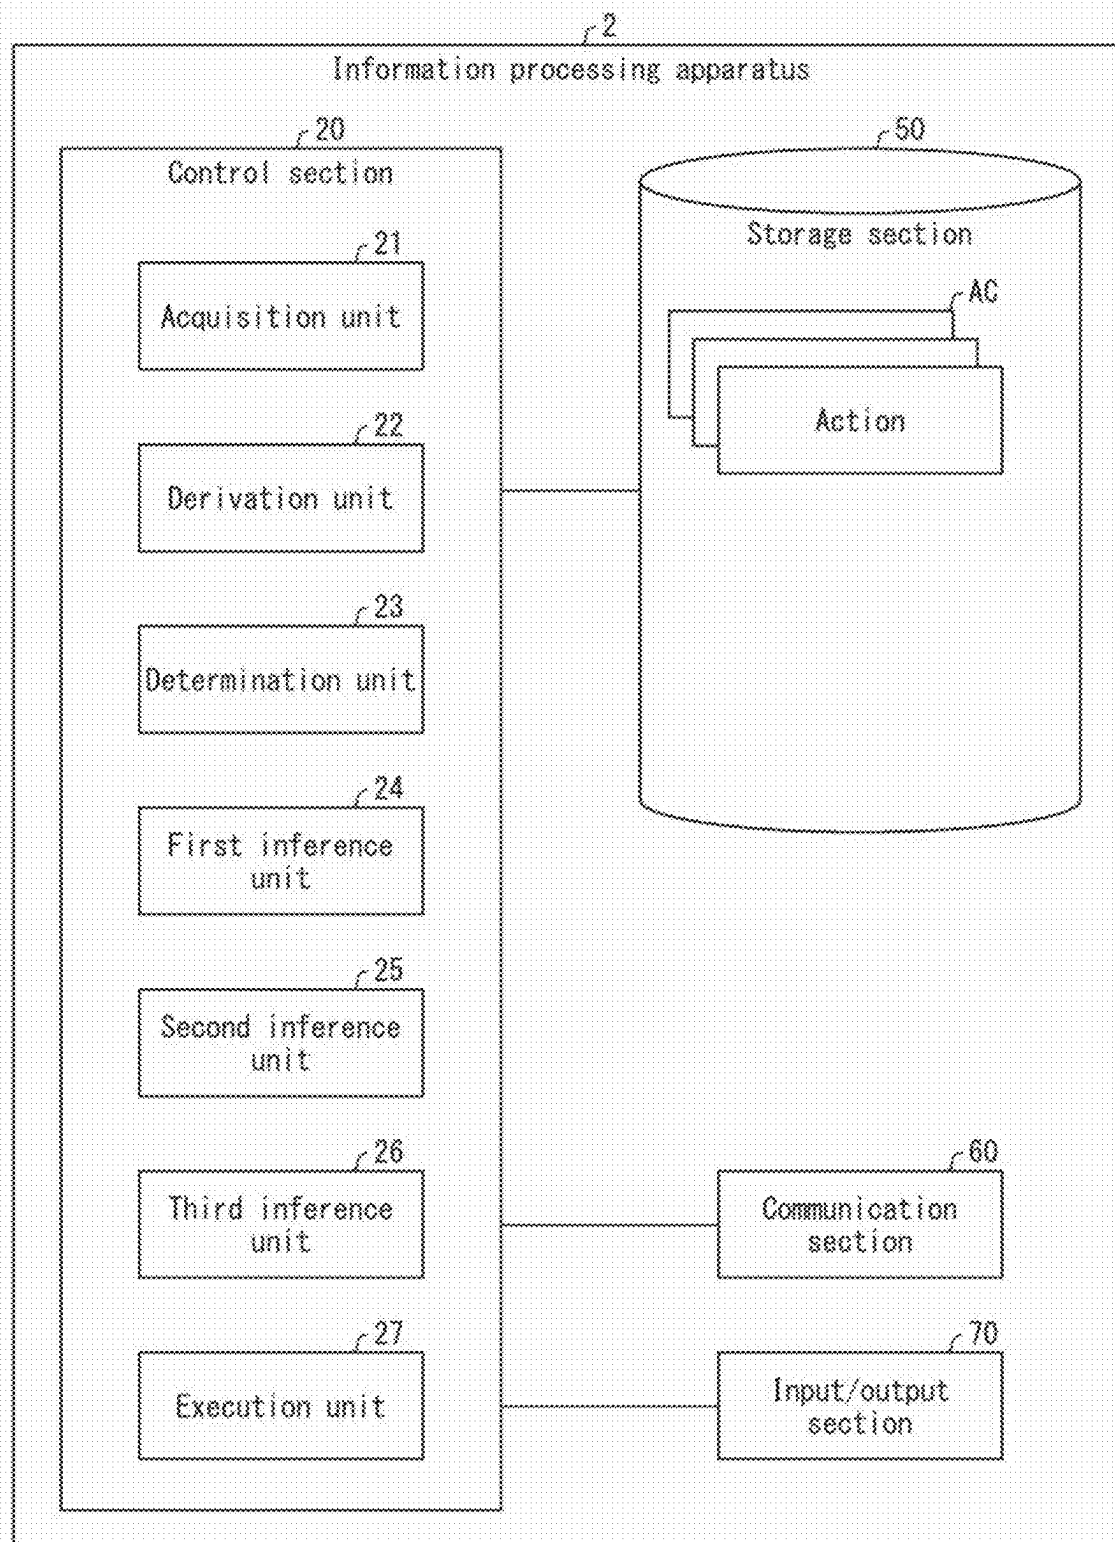 2
Information processing apparatus
20
Control section
21
Acquisition unit
22
Derivation unit
23
Determination unit
24
First inference
unit
25
Second inference
unit
26
Third inference
unit
27
Execution unit
50
Storage section
AC
Action
60
Communication
section
70
Input/output
section